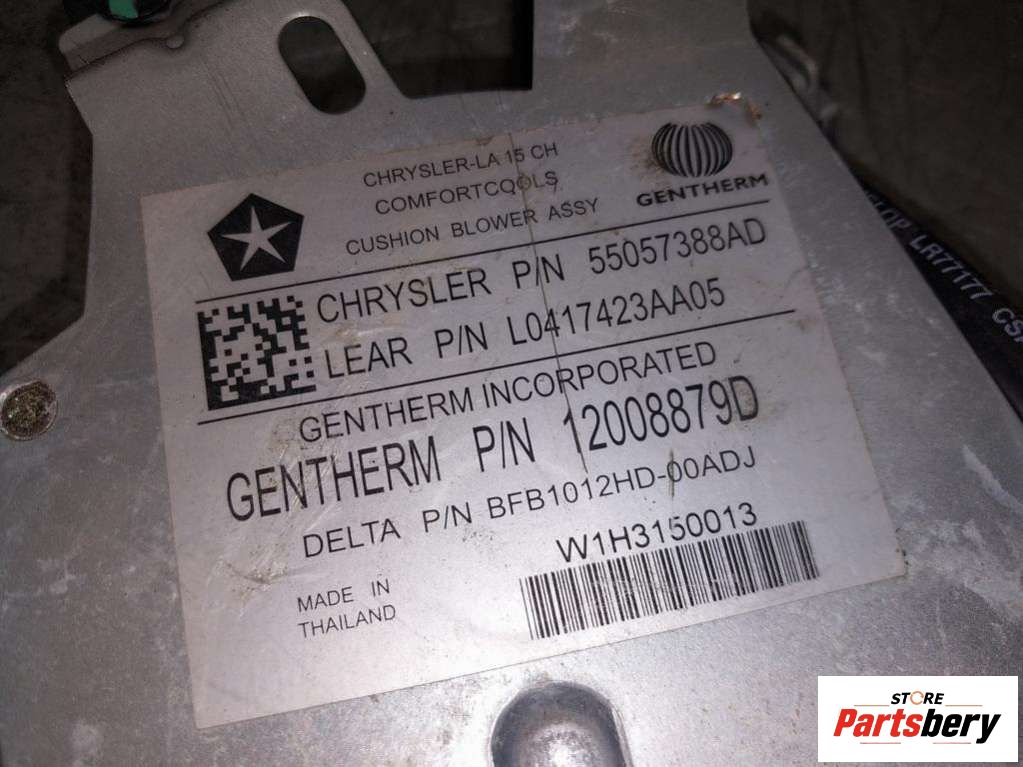 CHRYSLER-LA 15 CH
COMFORTCOOLS
CUSHION BLOWER ASSY
GENTHERM
CHRYSLER P/N 55057388AD
LEAR P/N L0417423AA05
GENTHERM INCORPORATED
GENTHERM P/N 12008879D
DELTA P/N BFB1012HD-00ADJ
W1H3150013
MADE IN
THAILAND
LR77177
STORE
Partsbery